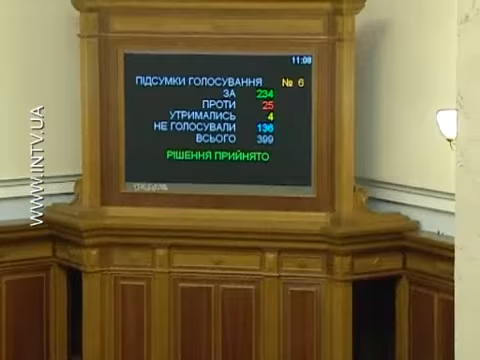 11:08
ПІДСУМКИ ГОЛОСУВАННЯ № 6
ЗА 234
ПРОТИ 25
УТРИМАЛИСЬ 4
НЕ ГОЛОСУВАЛИ 136
ВСЬОГО 399
РІШЕННЯ ПРИЙНЯТО
WWW.INTV.UA